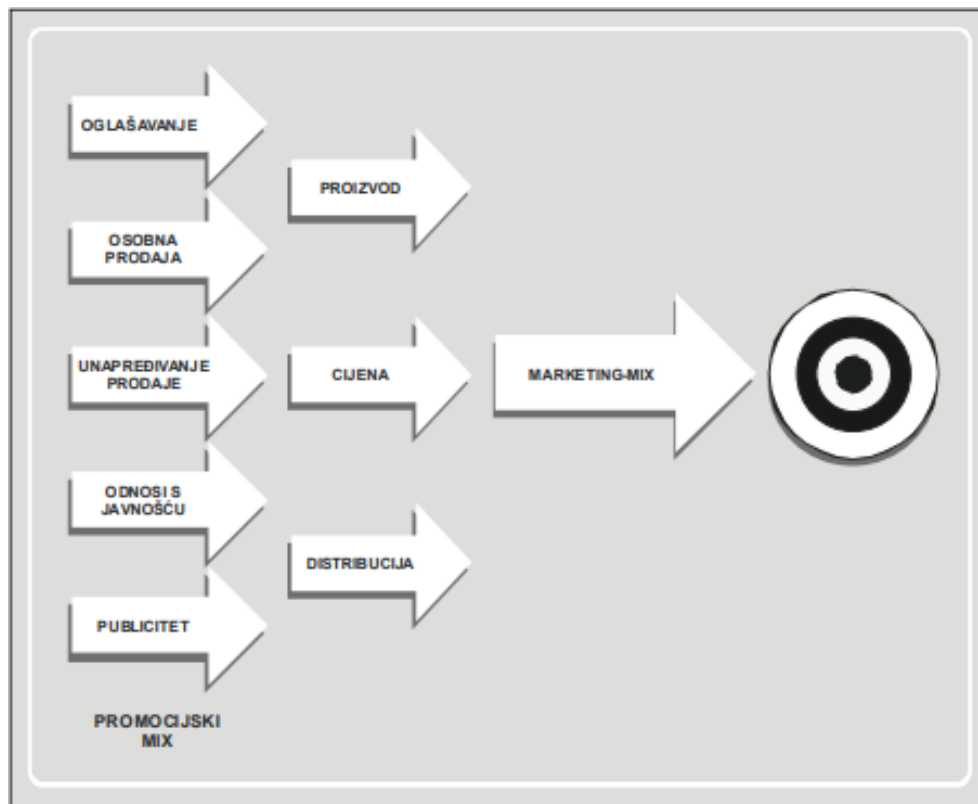 OGLAŠAVANJE
OSOBNA
PRODAJA
UNAPREĐIVANJE
PRODAJE
ODNOSI S
JAVNOŠĆU
PUBLICITET
PROMOCIJSKI
MIX
PROIZVOD
CIJENA
DISTRIBUCIJA
MARKETING-MIX